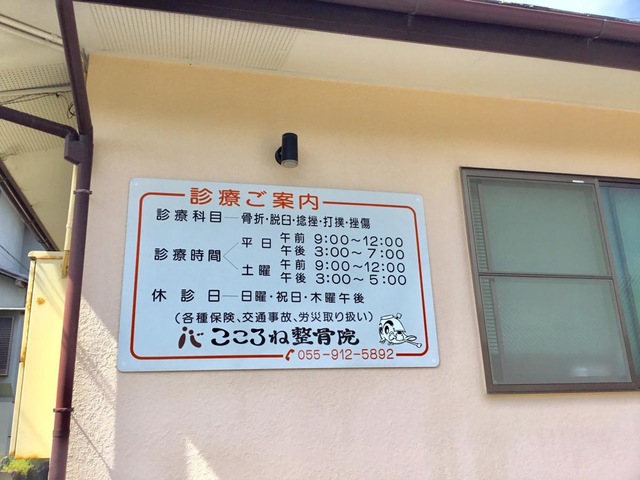 診療ご案内
診療科目─骨折・脱臼・捻挫・打撲・挫傷
診療時間 平日 午前 9:00〜12:00
午後 3:00〜7:00
土曜 午前 9:00〜12:00
午後 3:00〜5:00
休診日─日曜・祝日・木曜午後
(各種保険、交通事故、労災取り扱い)
こころね整骨院
055-912-5892